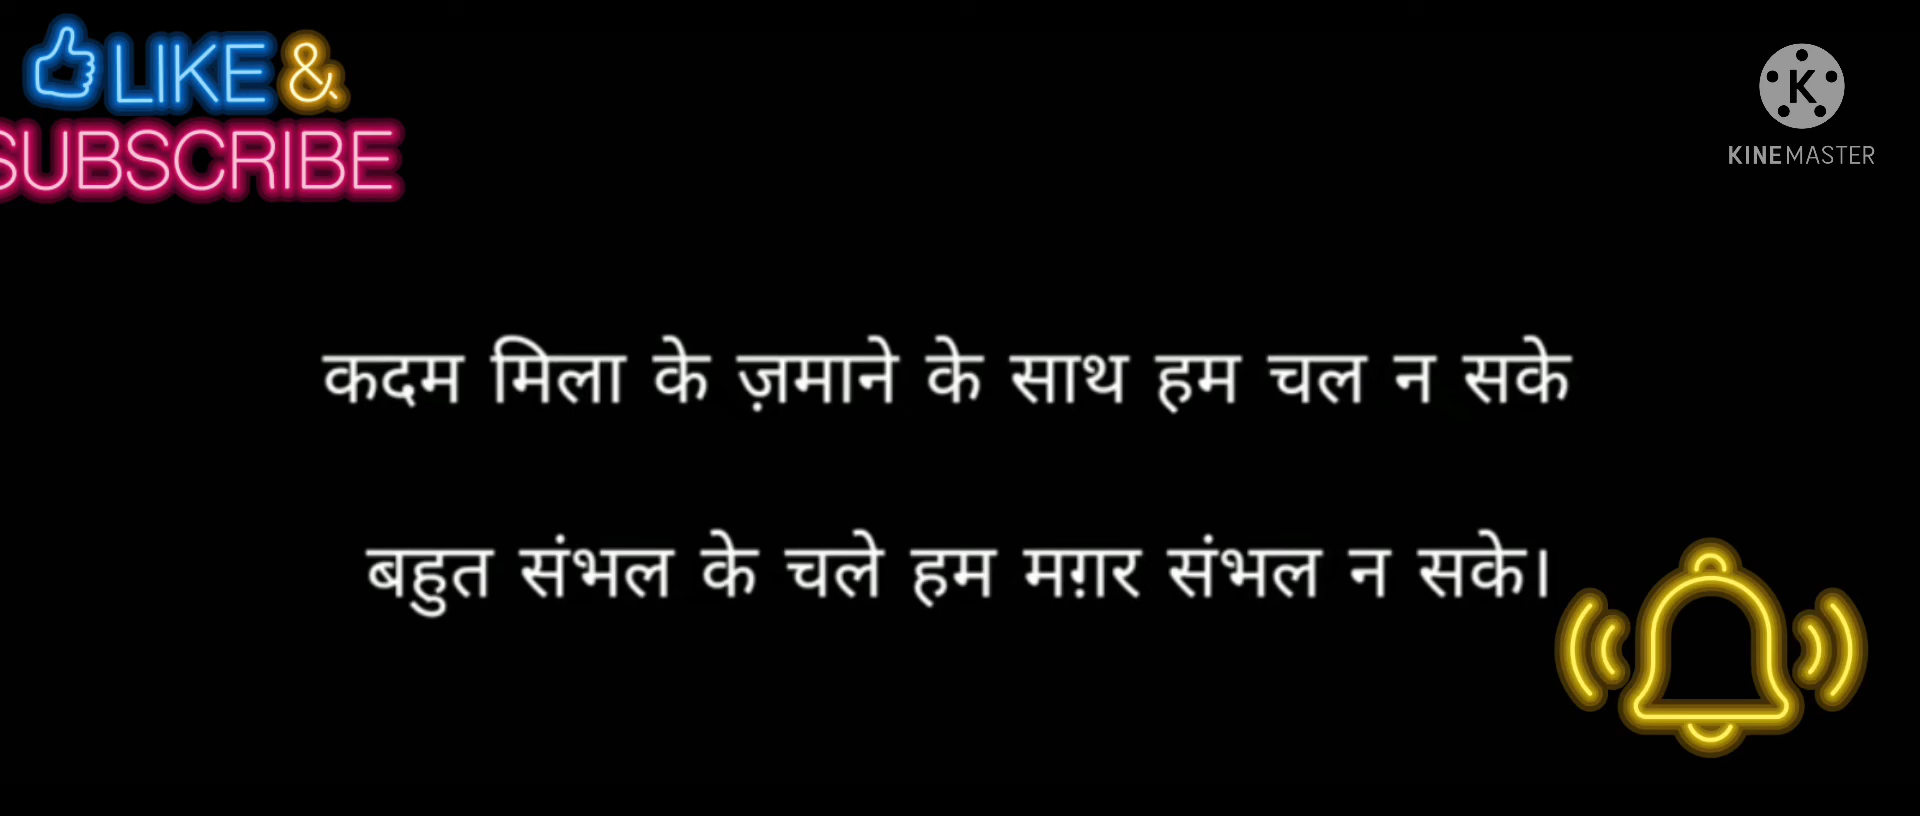 LIKE &
SUBSCRIBE
K
KINEMASTER
कदम मिला के ज़माने के साथ हम चल न सके
बहुत संभल के चले हम मग़र संभल न सके।